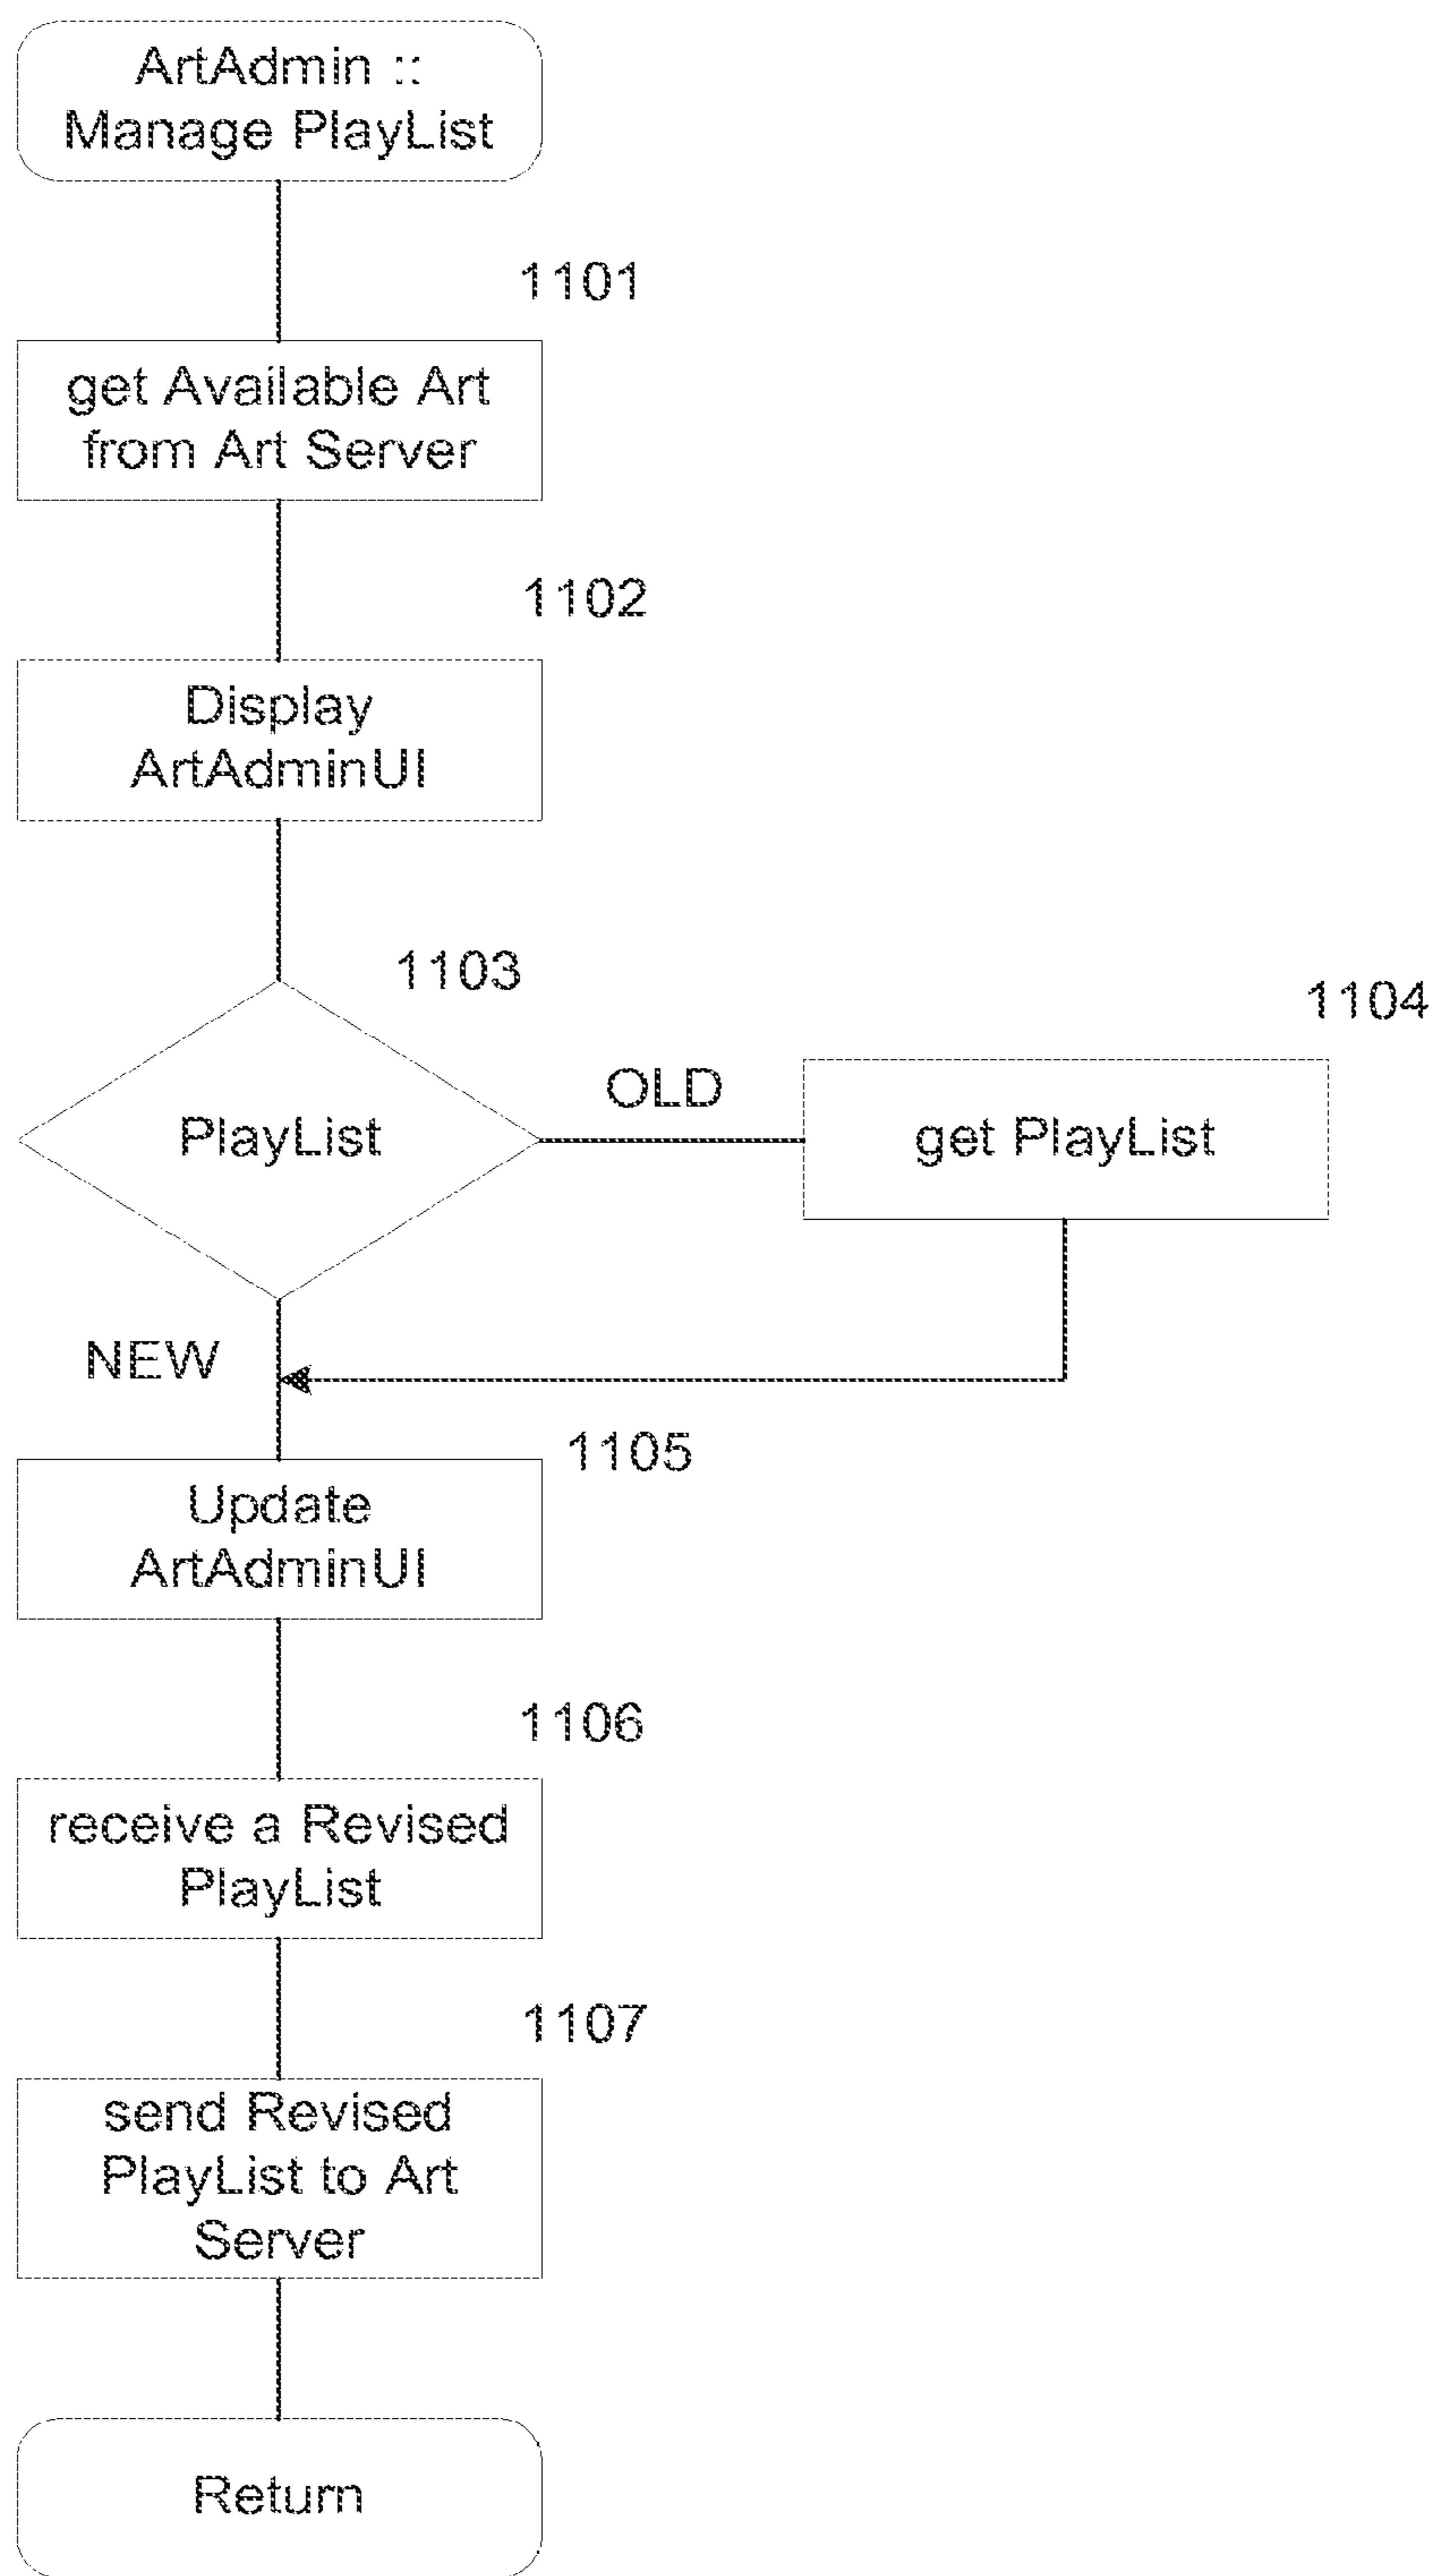 ArtAdmin ::
Manage PlayList
1101
get Available Art
from Art Server
1102
Display
ArtAdminUI
1103
1104
OLD
PlayList
get PlayList
NEW
1105
Update
ArtAdminUI
1106
receive a Revised
PlayList
1107
send Revised
PlayList to Art
Server
Return